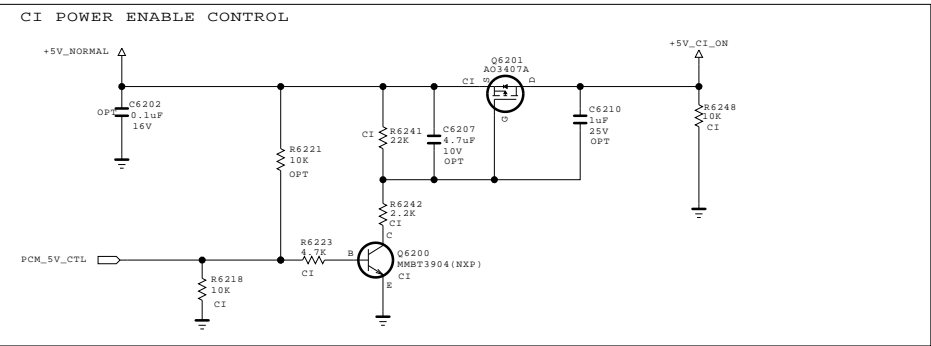 CI POWER ENABLE CONTROL
+5V_NORMAL
+5V_CI_ON
Q6201
AO3407A
CI
S
D
G
C6202
0.1uF
16V
OPT
R6221
10K
OPT
R6241
22K
CI
C6207
4.7uF
10V
OPT
C6210
1uF
25V
OPT
R6248
10K
CI
R6242
2.2K
CI
C
PCM_5V_CTL
R6223
4.7K
CI
B
Q6200
MMBT3904(NXP)
CI
E
R6218
10K
CI